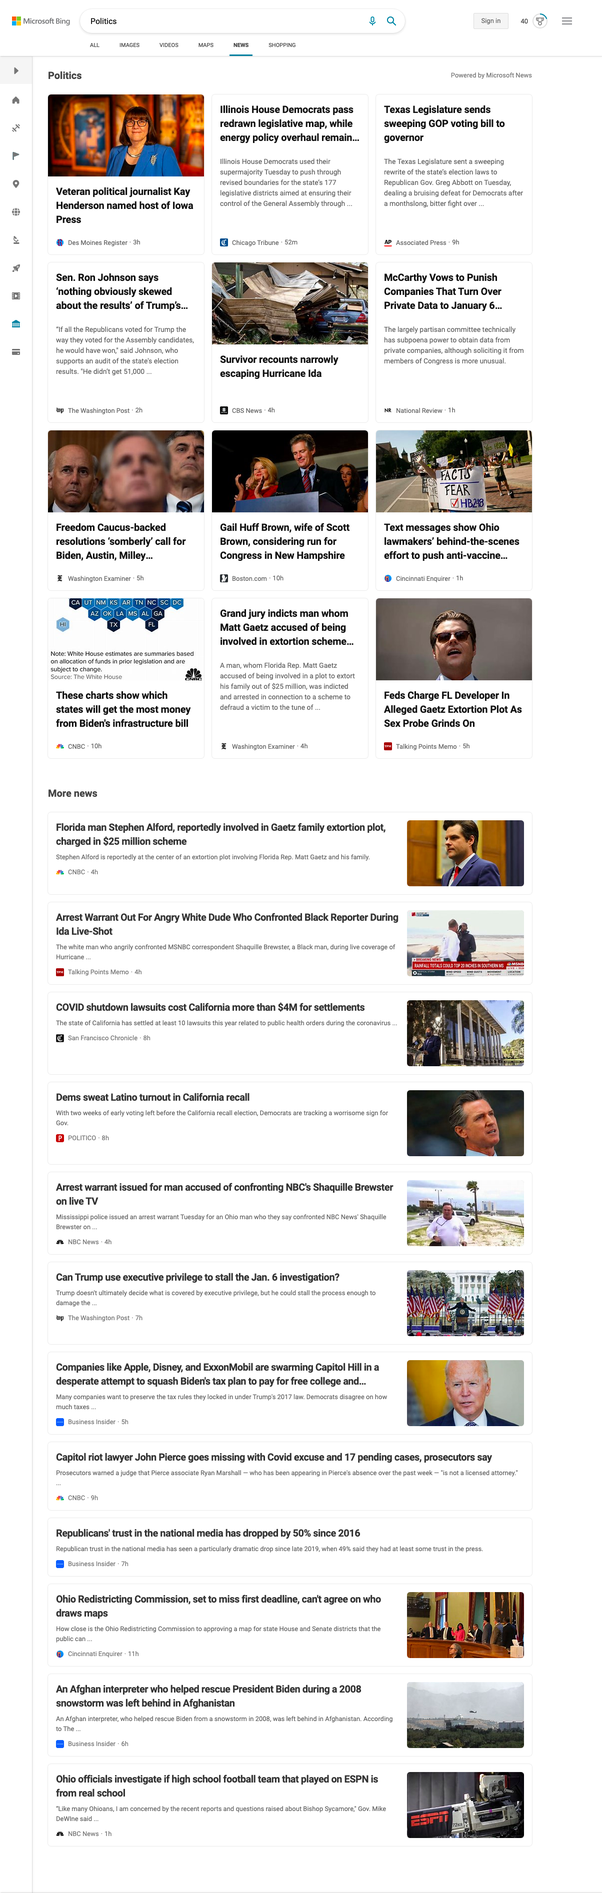 Microsoft Bing
Politics
Sign in
40
ALL IMAGES VIDEOS MAPS NEWS SHOPPING
Politics
Powered by Microsoft News
Veteran political journalist Kay
Henderson named host of Iowa
Press
Des Moines Register · 3h
Illinois House Democrats pass
redrawn legislative map, while
energy policy overhaul remain...
Illinois House Democrats used their
supermajority Tuesday to push through
revised boundaries for the state's 177
legislative districts aimed at ensuring their
control of the General Assembly through ...
Chicago Tribune · 52m
Texas Legislature sends
sweeping GOP voting bill to
governor
The Texas Legislature sent a sweeping
rewrite of the state's election laws to
Republican Gov. Greg Abbott on Tuesday,
dealing a bruising defeat for Democrats after
a monthslong, bitter fight over ...
AP
Associated Press · 9h
Sen. Ron Johnson says
'nothing obviously skewed
about the results' of Trump's...
"If all the Republicans voted for Trump the
way they voted for the Assembly candidates,
he would have won," said Johnson, who
supports an audit of the state's election
results. "He didn't get 51,000 ...
wp
The Washington Post · 2h
Survivor recounts narrowly
escaping Hurricane Ida
CBS News · 4h
McCarthy Vows to Punish
Companies That Turn Over
Private Data to January 6...
The largely partisan committee technically
has subpoena power to obtain data from
private companies, although soliciting it from
members of Congress is more unusual.
NR
National Review · 1h
Freedom Caucus-backed
resolutions 'somberly' call for
Biden, Austin, Milley...
Washington Examiner · 5h
Gail Huff Brown, wife of Scott
Brown, considering run for
Congress in New Hampshire
Boston.com · 10h
FACTS
FEAR
HB248
Text messages show Ohio
lawmakers' behind-the-scenes
effort to push anti-vaccine...
Cincinnati Enquirer · 1h
CA UT NM KS AR TN NC SC DC
AZ OK LA MS AL GA
HI TX FL
Note: White House estimates are summaries based
on allocation of funds in prior legislation and are
subject to change.
Source: The White House
CNBC
These charts show which
states will get the most money
from Biden's infrastructure bill
CNBC · 10h
Grand jury indicts man whom
Matt Gaetz accused of being
involved in extortion scheme...
A man, whom Florida Rep. Matt Gaetz
accused of being involved in a plot to extort
his family out of $25 million, was indicted
and arrested in connection to a scheme to
defraud a victim to the tune of ...
Washington Examiner · 4h
Feds Charge FL Developer In
Alleged Gaetz Extortion Plot As
Sex Probe Grinds On
Talking Points Memo · 5h
More news
Florida man Stephen Alford, reportedly involved in Gaetz family extortion plot,
charged in $25 million scheme
Stephen Alford is reportedly at the center of an extortion plot involving Florida Rep. Matt Gaetz and his family.
CNBC · 4h
Arrest Warrant Out For Angry White Dude Who Confronted Black Reporter During
Ida Live-Shot
The white man who angrily confronted MSNBC correspondent Shaquille Brewster, a Black man, during live coverage of
Hurricane ...
Talking Points Memo · 4h
RAINFALL TOTALS COULD TOP 20 INCHES IN SOUTHERN MS
COVID shutdown lawsuits cost California more than $4M for settlements
The state of California has settled at least 10 lawsuits this year related to public health orders during the coronavirus ...
San Francisco Chronicle · 8h
Dems sweat Latino turnout in California recall
With two weeks of early voting left before the California recall election, Democrats are tracking a worrisome sign for
Gov.
POLITICO · 8h
Arrest warrant issued for man accused of confronting NBC's Shaquille Brewster
on live TV
Mississippi police issued an arrest warrant Tuesday for an Ohio man who they say confronted NBC News' Shaquille
Brewster on ...
NBC News · 4h
Can Trump use executive privilege to stall the Jan. 6 investigation?
Trump doesn't ultimately decide what is covered by executive privilege, but he could stall the process enough to
damage the ...
wp
The Washington Post · 7h
Companies like Apple, Disney, and ExxonMobil are swarming Capitol Hill in a
desperate attempt to squash Biden's tax plan to pay for free college and...
Many companies want to preserve the tax rules they locked in under Trump's 2017 law. Democrats disagree on how
much taxes ...
Business Insider · 5h
Capitol riot lawyer John Pierce goes missing with Covid excuse and 17 pending cases, prosecutors say
Prosecutors warned a judge that Pierce associate Ryan Marshall — who has been appearing in Pierce's absence over the past week — "is not a licensed attorney."
...
CNBC · 9h
Republicans' trust in the national media has dropped by 50% since 2016
Republican trust in the national media has seen a particularly dramatic drop since late 2019, when 49% said they had at least some trust in the press.
Business Insider · 7h
Ohio Redistricting Commission, set to miss first deadline, can't agree on who
draws maps
How close is the Ohio Redistricting Commission to approving a map for state House and Senate districts that the
public can ...
Cincinnati Enquirer · 11h
An Afghan interpreter who helped rescue President Biden during a 2008
snowstorm was left behind in Afghanistan
An Afghan interpreter, who helped rescue Biden from a snowstorm in 2008, was left behind in Afghanistan. According
to The ...
Business Insider · 6h
Ohio officials investigate if high school football team that played on ESPN is
from real school
"Like many Ohioans, I am concerned by the recent reports and questions raised about Bishop Sycamore," Gov. Mike
DeWine said ...
NBC News · 1h
ESPN